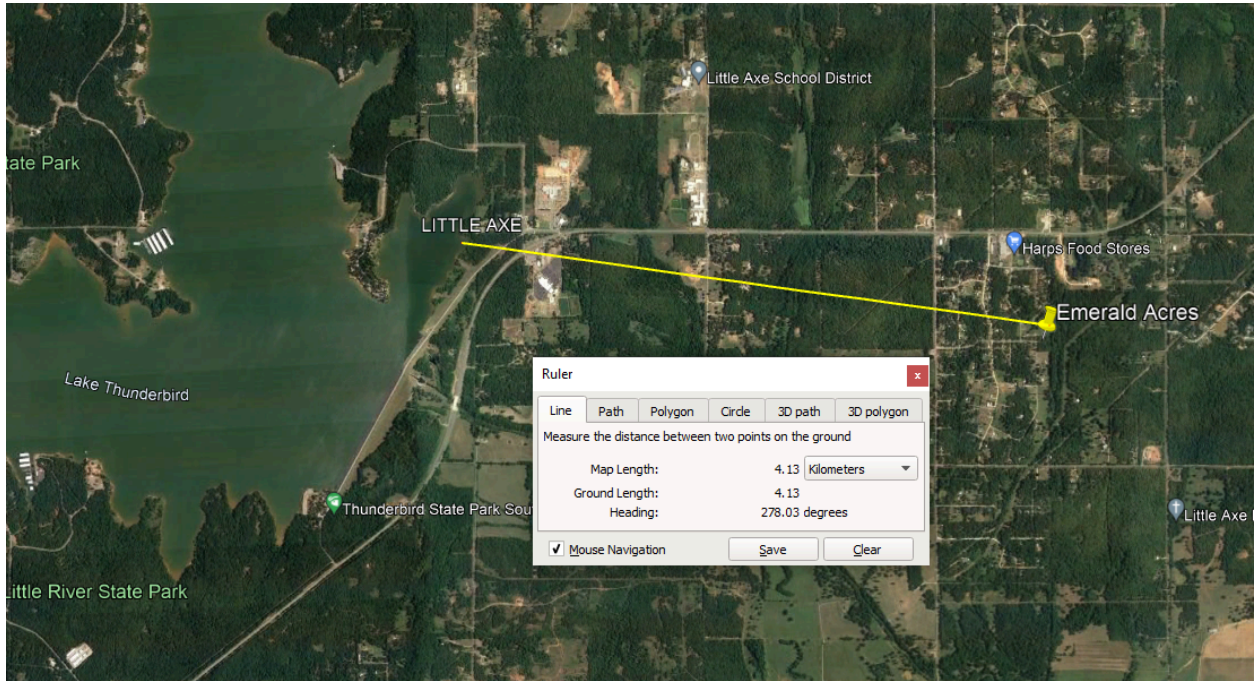 Little Axe School District
tate Park
LITTLE AXE
Harps Food Stores
Emerald Acres
Lake Thunderbird
Ruler
x
Line Path Polygon Circle 3D path 3D polygon
Measure the distance between two points on the ground
Map Length: 4.13 Kilometers
Ground Length: 4.13
Heading: 278.03 degrees
Mouse Navigation Save Clear
Thunderbird State Park Sou
Little Axe
Little River State Park